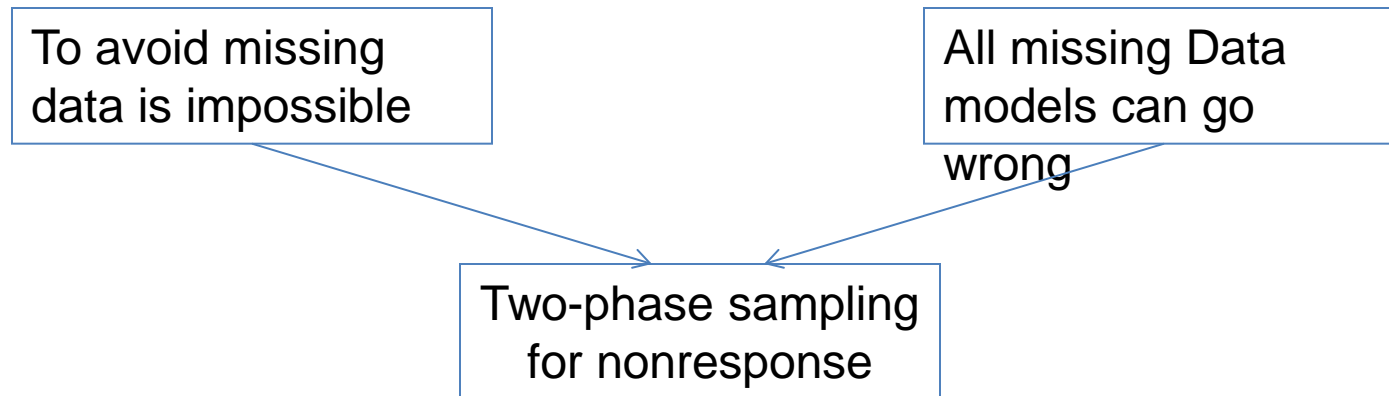 To avoid missing
data is impossible
All missing Data
models can go
wrong
Two-phase sampling
for nonresponse